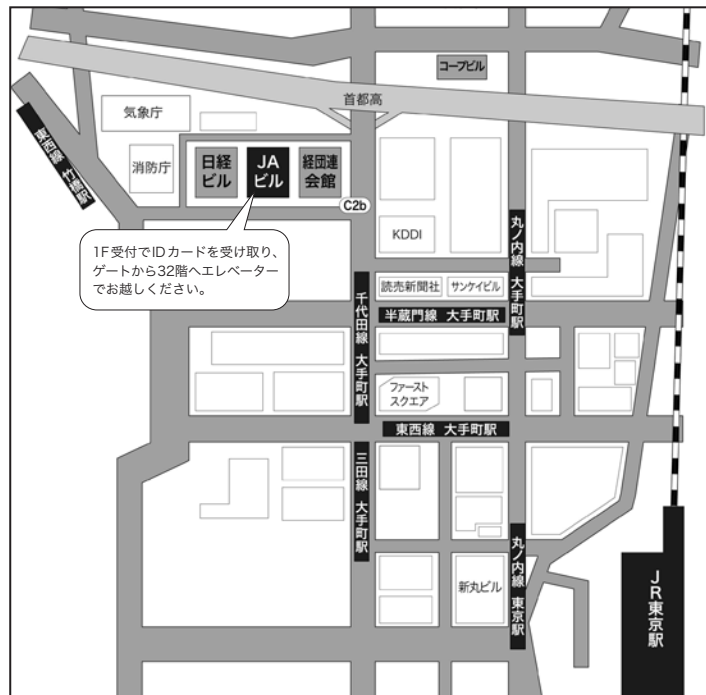 コープビル
首都高
気象庁
東西線 竹橋駅
消防庁
日経
ビル
JA
ビル
経団連
会館
C2b
KDDI
丸ノ内線 大手町駅
1F受付でIDカードを受け取り、
ゲートから32階へエレベーター
でお越しください。
千代田線 大手町駅
読売新聞社
サンケイビル
半蔵門線 大手町駅
ファースト
スクエア
東西線 大手町駅
三田線 大手町駅
丸ノ内線 東京駅
新丸ビル
JR東京駅